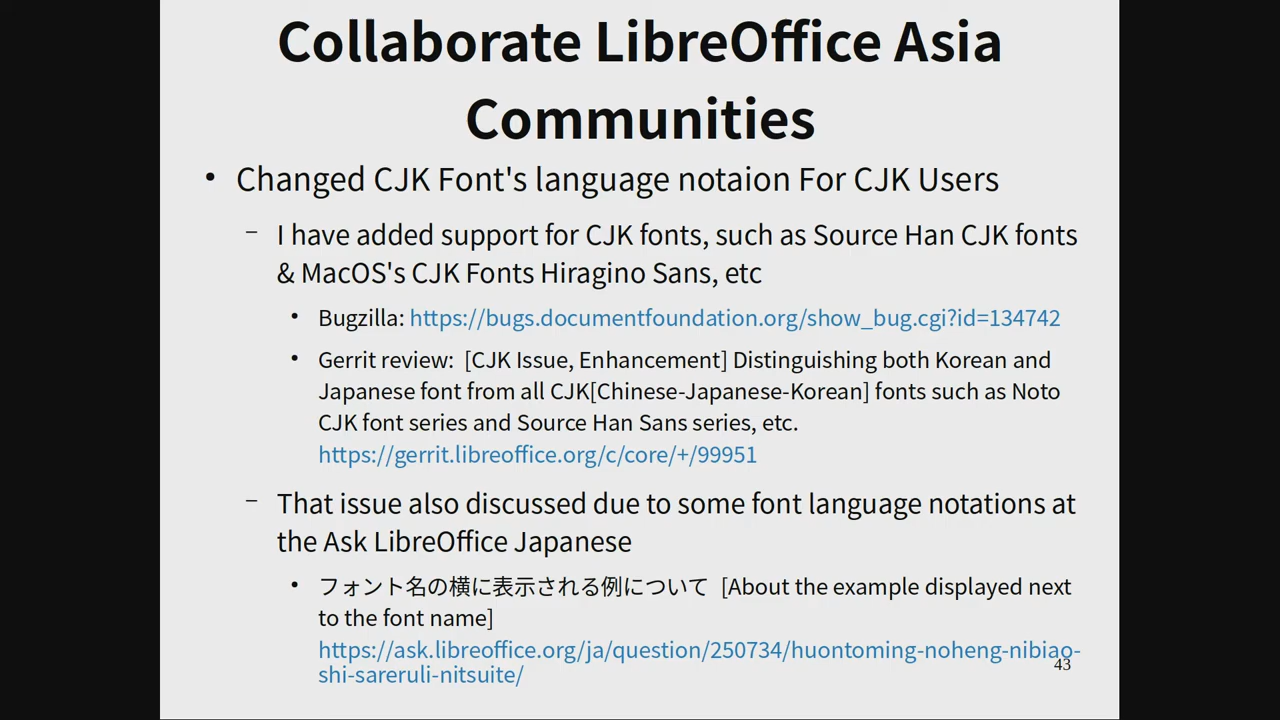 Collaborate LibreOffice Asia
Communities
• Changed CJK Font's language notaion For CJK Users
– I have added support for CJK fonts, such as Source Han CJK fonts
& MacOS's CJK Fonts Hiragino Sans, etc
• Bugzilla: https://bugs.documentfoundation.org/show_bug.cgi?id=134742
• Gerrit review:  [CJK Issue, Enhancement] Distinguishing both Korean and
Japanese font from all CJK[Chinese-Japanese-Korean] fonts such as Noto
CJK font series and Source Han Sans series, etc.
https://gerrit.libreoffice.org/c/core/+/99951
– That issue also discussed due to some font language notations at
the Ask LibreOffice Japanese
• フォント名の横に表示される例について  [About the example displayed next
to the font name]
https://ask.libreoffice.org/ja/question/250734/huontoming-noheng-nibiao-
shi-sareruli-nitsuite/
43